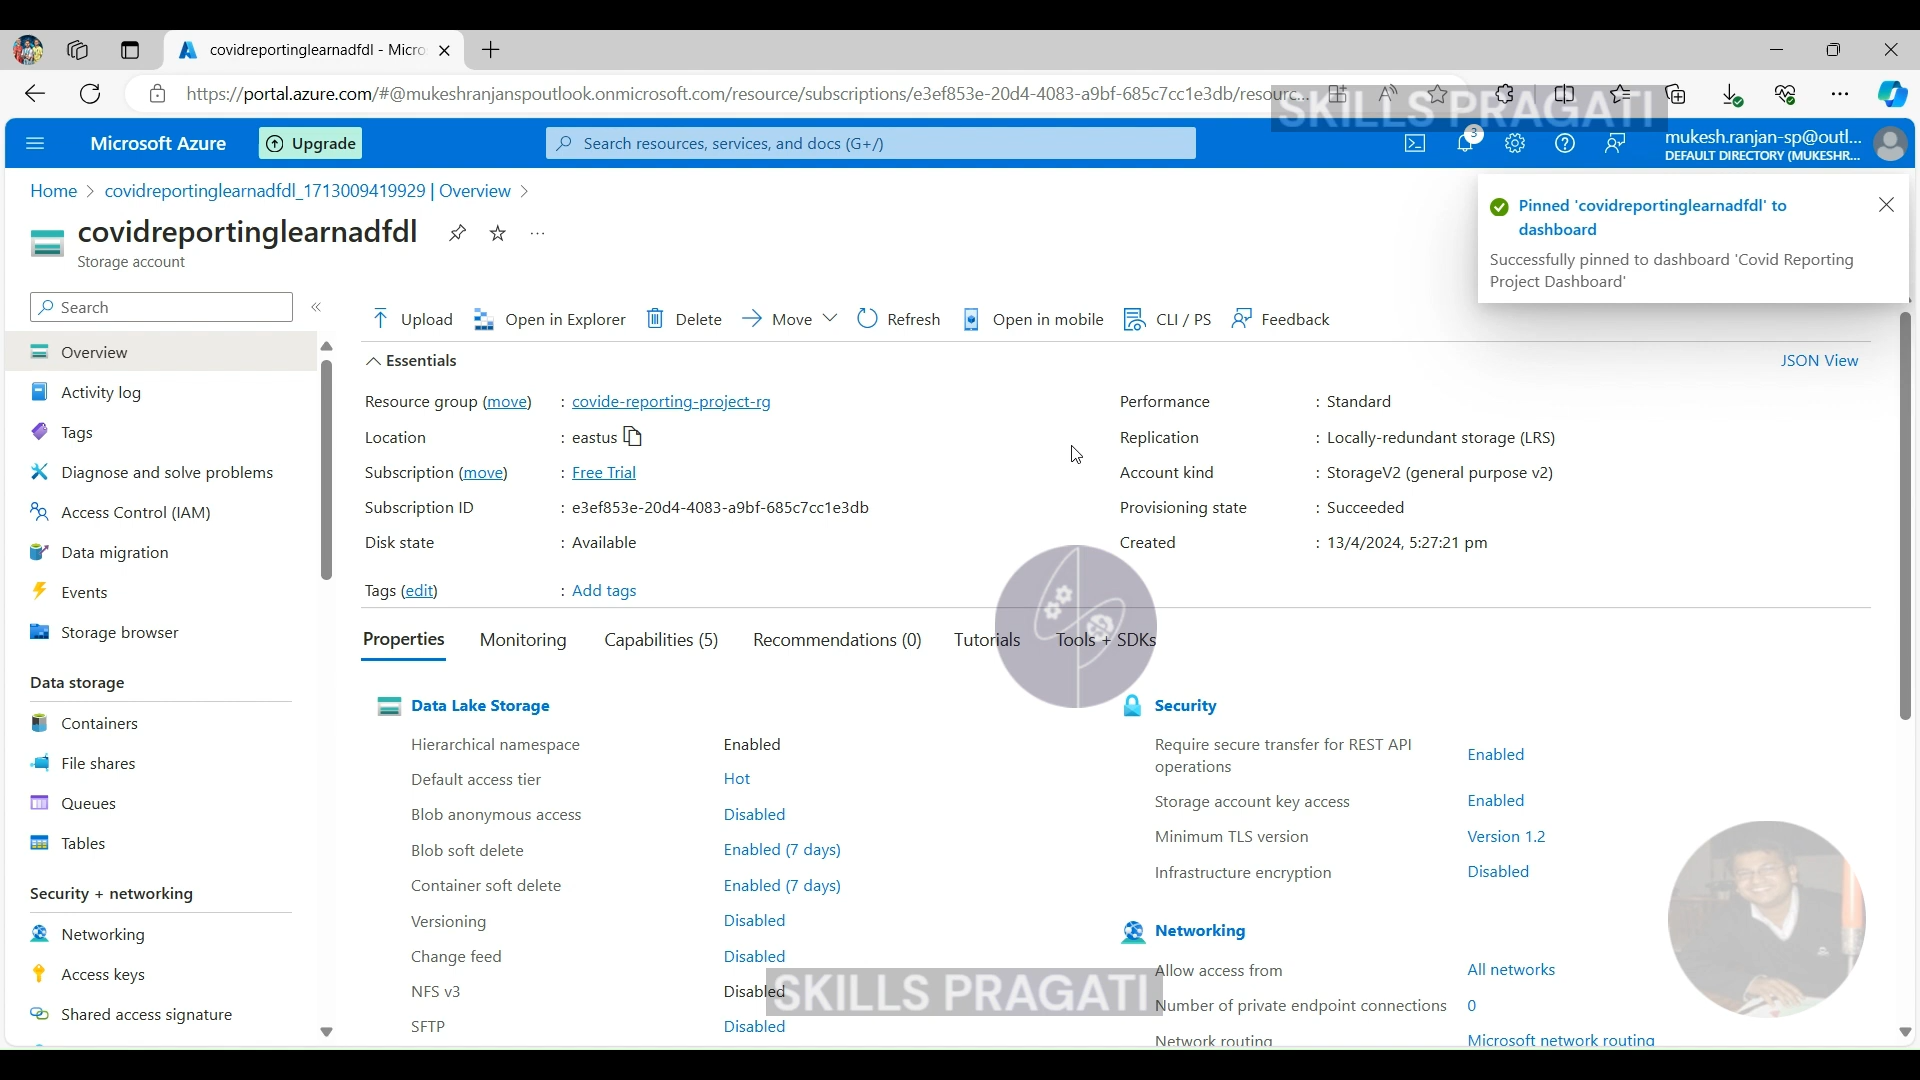 covidreportinglearnadfdl - Micro
https://portal.azure.com/#@mukeshranjanspoutlook.onmicrosoft.com/resource/subscriptions/e3ef853e-20d4-4083-a9bf-685c7cc1e3db/resourc...
SKILLS PRAGATI
Microsoft Azure
Upgrade
Search resources, services, and docs (G+/)
3
mukesh.ranjan-sp@outl...
DEFAULT DIRECTORY (MUKESHR...
Home > covidreportinglearnadfdl_1713009419929 | Overview >
covidreportinglearnadfdl
...
Storage account
Pinned 'covidreportinglearnadfdl' to
dashboard
Successfully pinned to dashboard 'Covid Reporting
Project Dashboard'
Search
«
Overview
Activity log
Tags
Diagnose and solve problems
Access Control (IAM)
Data migration
Events
Storage browser
Data storage
Containers
File shares
Queues
Tables
Security + networking
Networking
Access keys
Shared access signature
Upload
Open in Explorer
Delete
Move
Refresh
Open in mobile
CLI / PS
Feedback
Essentials
JSON View
Resource group (move) : covide-reporting-project-rg
Location : eastus
Subscription (move) : Free Trial
Subscription ID : e3ef853e-20d4-4083-a9bf-685c7cc1e3db
Disk state : Available
Tags (edit) : Add tags
Performance : Standard
Replication : Locally-redundant storage (LRS)
Account kind : StorageV2 (general purpose v2)
Provisioning state : Succeeded
Created : 13/4/2024, 5:27:21 pm
Properties
Monitoring
Capabilities (5)
Recommendations (0)
Tutorials
Tools + SDKs
Data Lake Storage
Hierarchical namespace Enabled
Default access tier Hot
Blob anonymous access Disabled
Blob soft delete Enabled (7 days)
Container soft delete Enabled (7 days)
Versioning Disabled
Change feed Disabled
NFS v3 Disabled
SFTP Disabled
Security
Require secure transfer for REST API
operations Enabled
Storage account key access Enabled
Minimum TLS version Version 1.2
Infrastructure encryption Disabled
Networking
Allow access from All networks
Number of private endpoint connections 0
Network routing Microsoft network routing
SKILLS PRAGATI